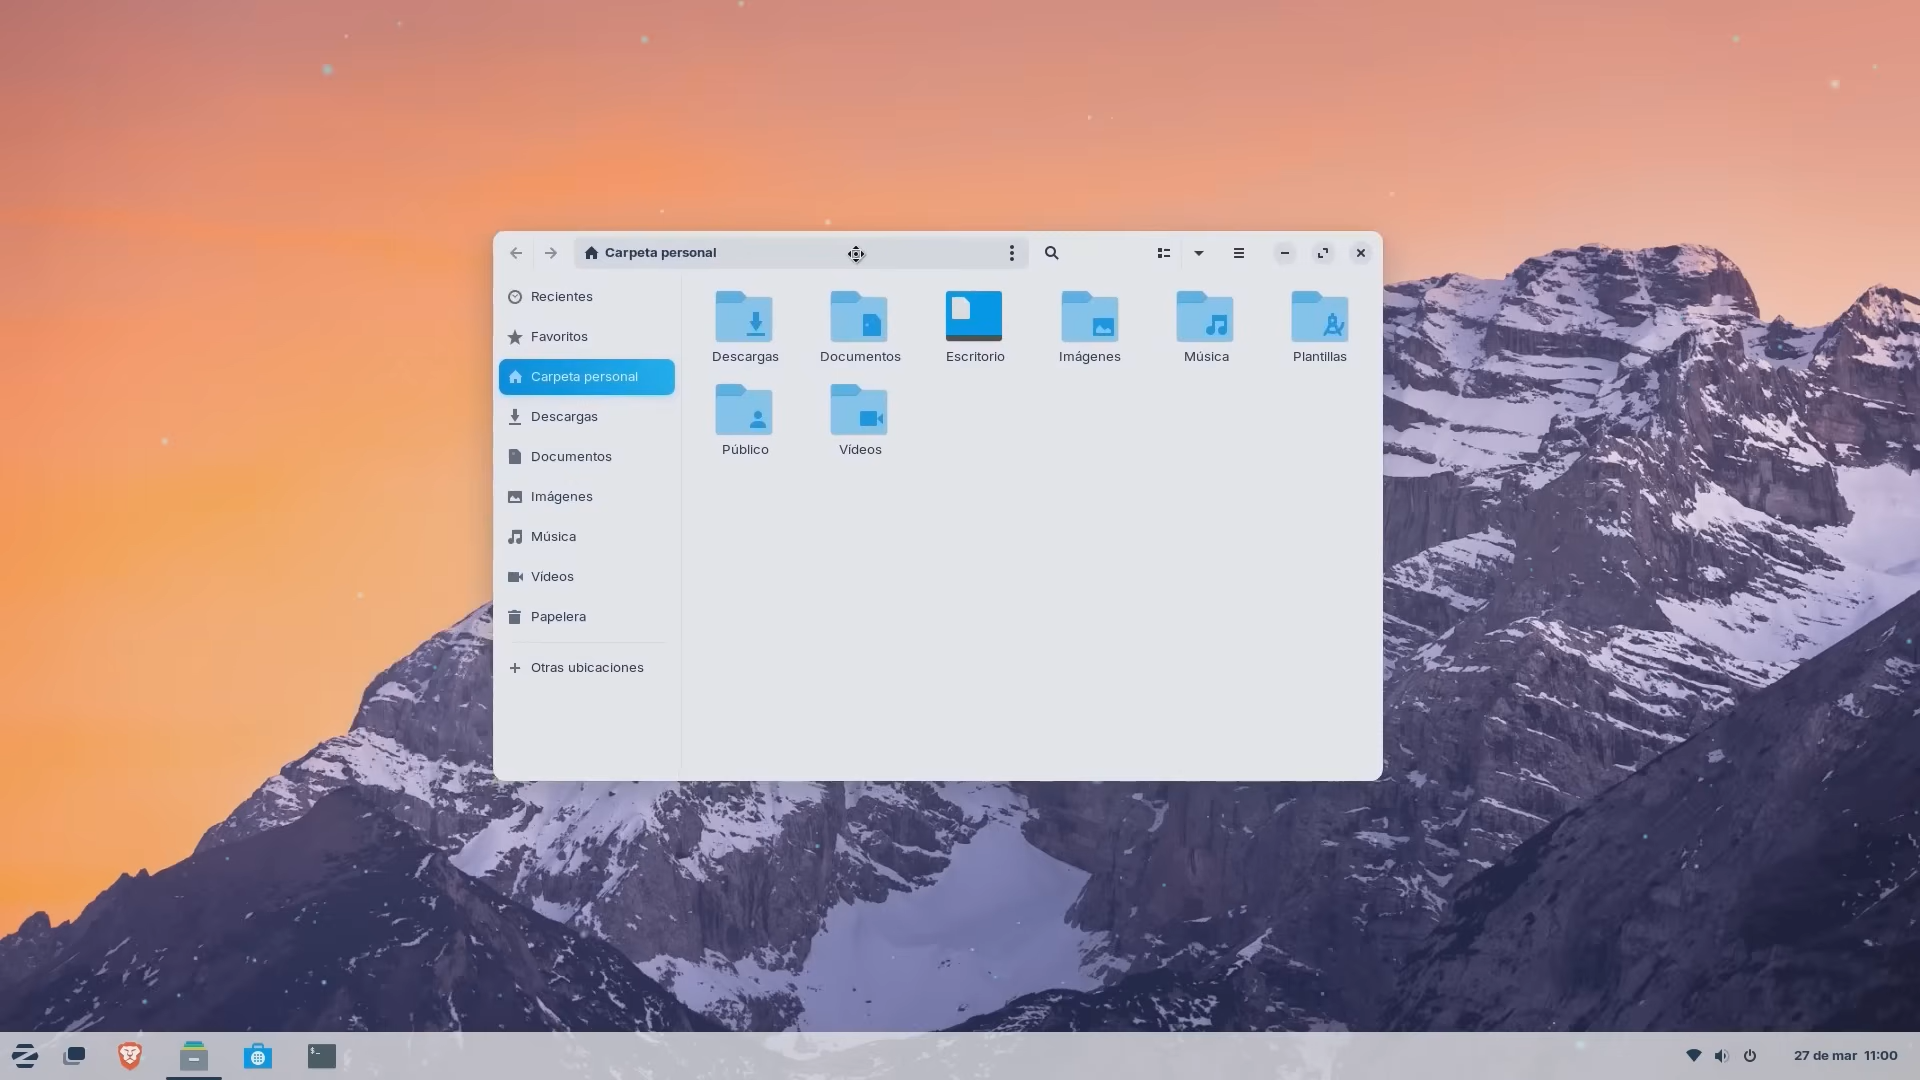 Carpeta personal
Recientes
Favoritos
Carpeta personal
Descargas
Documentos
Imágenes
Música
Vídeos
Papelera
Otras ubicaciones
Descargas
Documentos
Escritorio
Imágenes
Música
Plantillas
Público
Vídeos
$_
27 de mar 11:00